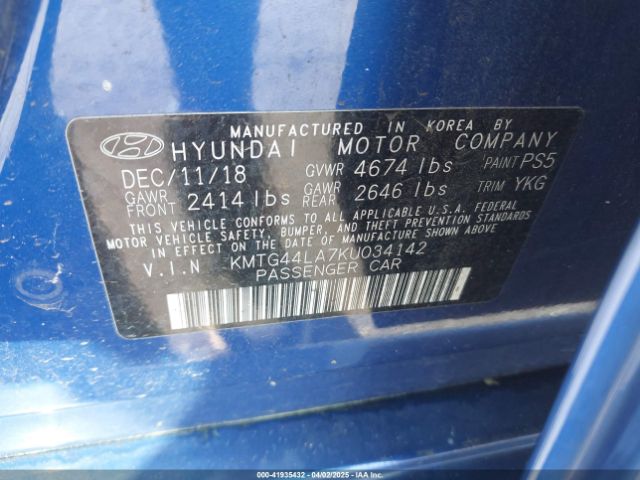 MANUFACTURED IN KOREA BY
HYUNDAI MOTOR COMPANY
DEC/11/18 GVWR 4674 lbs PAINT PS5
GAWR FRONT 2414 lbs GAWR REAR 2646 lbs TRIM YKG
THIS VEHICLE CONFORMS TO ALL APPLICABLE U.S.A. FEDERAL
MOTOR VEHICLE SAFETY, BUMPER, AND THEFT PREVENTION STANDARDS
IN EFFECT ON THE DATE OF MANUFACTURE SHOWN ABOVE.
V.I.N KMTG44LA7KU034142
PASSENGER CAR
000-41935432 04/02/2025 Copyright IAA, LLC.